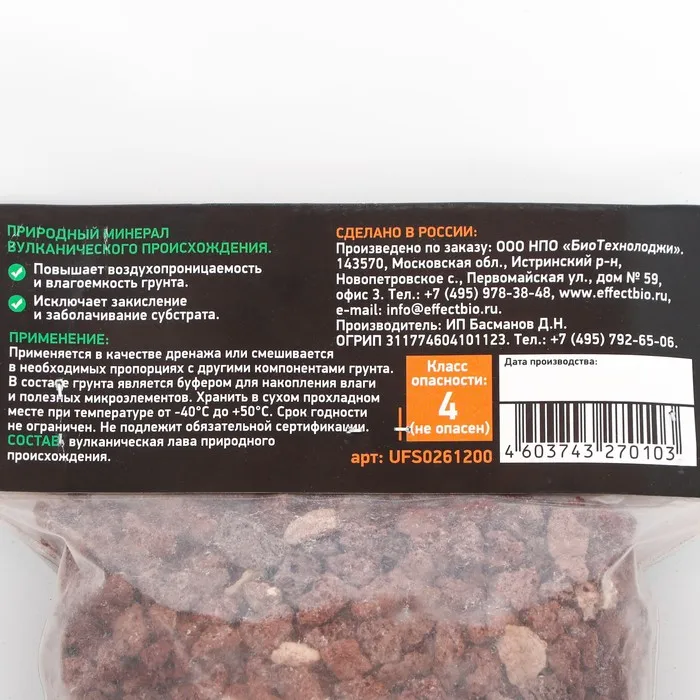 ПРИРОДНЫЙ МИНЕРАЛ
ВУЛКАНИЧЕСКОГО ПРОИСХОЖДЕНИЯ.
Повышает воздухопроницаемость
и влагоемкость грунта.
Исключает закисление
и заболачивание субстрата.
ПРИМЕНЕНИЕ:
Применяется в качестве дренажа или смешивается
в необходимых пропорциях с другими компонентами грунта.
В составе грунта является буфером для накопления влаги
и полезных микроэлементов. Хранить в сухом прохладном
месте при температуре от -40°С до +50°С. Срок годности
не ограничен. Не подлежит обязательной сертификации.
СОСТАВ: вулканическая лава природного
происхождения.
СДЕЛАНО В РОССИИ:
Произведено по заказу: ООО НПО «БиоТехнолоджи».
143570, Московская обл., Истринский р-н,
Новопетровское с., Первомайская ул., дом № 59,
офис 3. Тел.: +7 (495) 978-38-48, www.effectbio.ru,
e-mail: info@effectbio.ru.
Производитель: ИП Басманов Д.Н.
ОГРИП 311774604101123. Тел.: +7 (495) 792-65-06.
Класс
опасности:
4
(не опасен)
арт: UFS0261200
Дата производства:
4 603743 270103